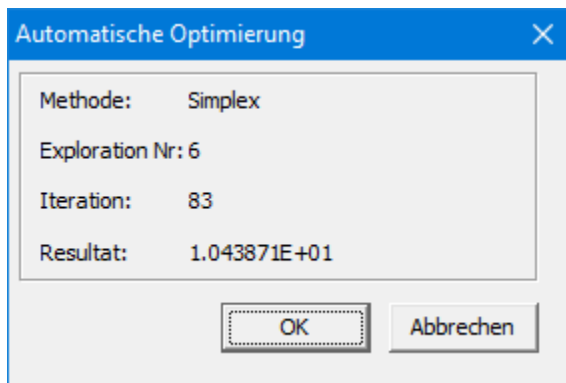 Automatische Optimierung
Methode: Simplex
Exploration Nr: 6
Iteration: 83
Resultat: 1.043871E+01
OK Abbrechen